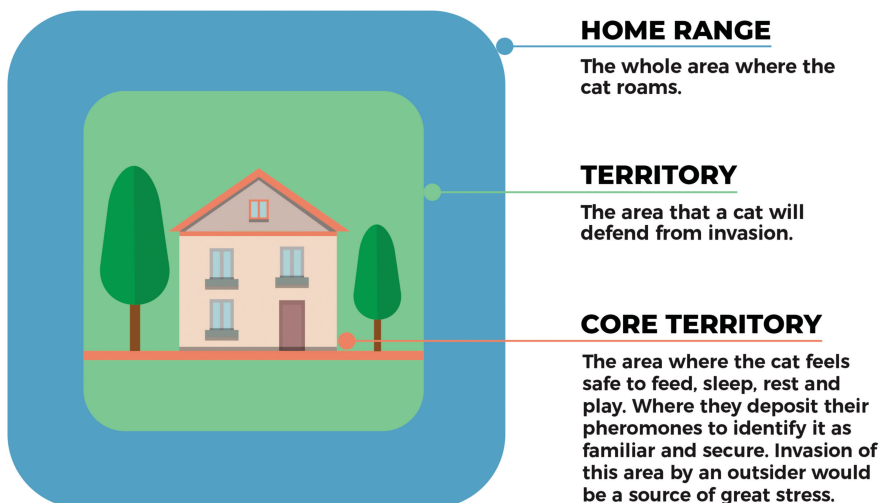 HOME RANGE
The whole area where the
cat roams.
TERRITORY
The area that a cat will
defend from invasion.
CORE TERRITORY
The area where the cat feels
safe to feed, sleep, rest and
play. Where they deposit their
pheromones to identify it as
familiar and secure. Invasion of
this area by an outsider would
be a source of great stress.